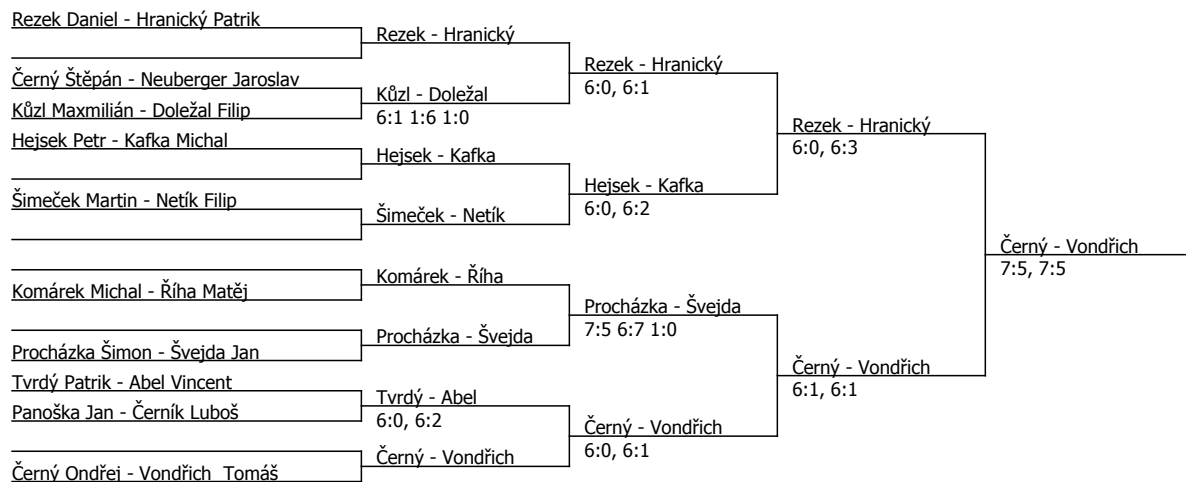 Rezek Daniel - Hranický Patrik
Černý Štěpán - Neuberger Jaroslav
Kůzl Maxmilián - Doležal Filip
Hejsek Petr - Kafka Michal
Šimeček Martin - Netík Filip
Komárek Michal - Říha Matěj
Procházka Šimon - Švejda Jan
Tvrdý Patrik - Abel Vincent
Panoška Jan - Černík Luboš
Černý Ondřej - Vondřich  Tomáš
Rezek - Hranický
Kůzl - Doležal
6:1 1:6 1:0
Hejsek - Kafka
Šimeček - Netík
Komárek - Říha
Procházka - Švejda
Tvrdý - Abel
6:0, 6:2
Černý - Vondřich
Rezek - Hranický
6:0, 6:1
Hejsek - Kafka
6:0, 6:2
Procházka - Švejda
7:5 6:7 1:0
Černý - Vondřich
6:0, 6:1
Rezek - Hranický
6:0, 6:3
Černý - Vondřich
6:1, 6:1
Černý - Vondřich
7:5, 7:5